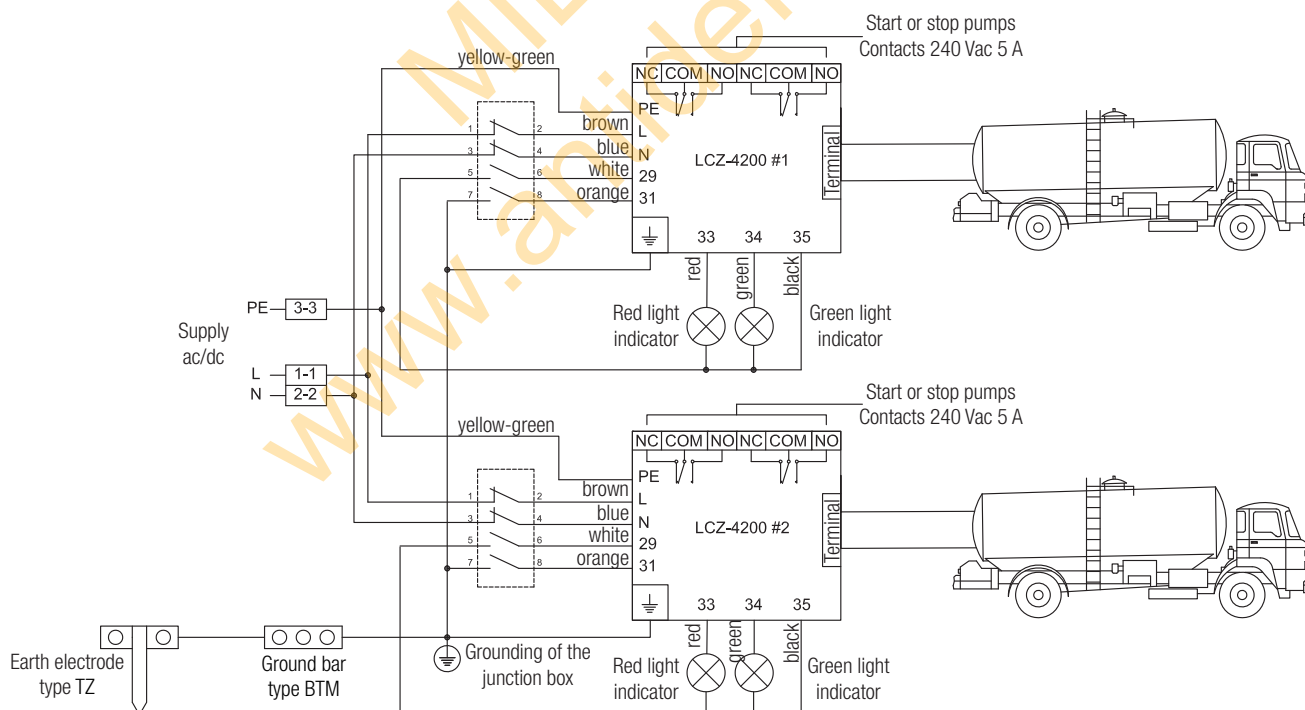 Start or stop pumps
Contacts 240 Vac 5 A
yellow-green
NC COM NO NC COM NO
PE
brown
L
1 2
blue
N
3 4
white
29
5 6
orange
31
7 8
LCZ-4200 #1
Terminal
33 34 35
red
green
black
Red light
indicator
Green light
indicator
PE 3-3
Supply
ac/dc
L 1-1
N 2-2
Start or stop pumps
Contacts 240 Vac 5 A
yellow-green
NC COM NO NC COM NO
PE
brown
L
1 2
blue
N
3 4
white
29
5 6
orange
31
7 8
LCZ-4200 #2
Terminal
33 34 35
red
green
black
Red light
indicator
Green light
indicator
Earth electrode
type TZ
Ground bar
type BTM
Grounding of the
junction box